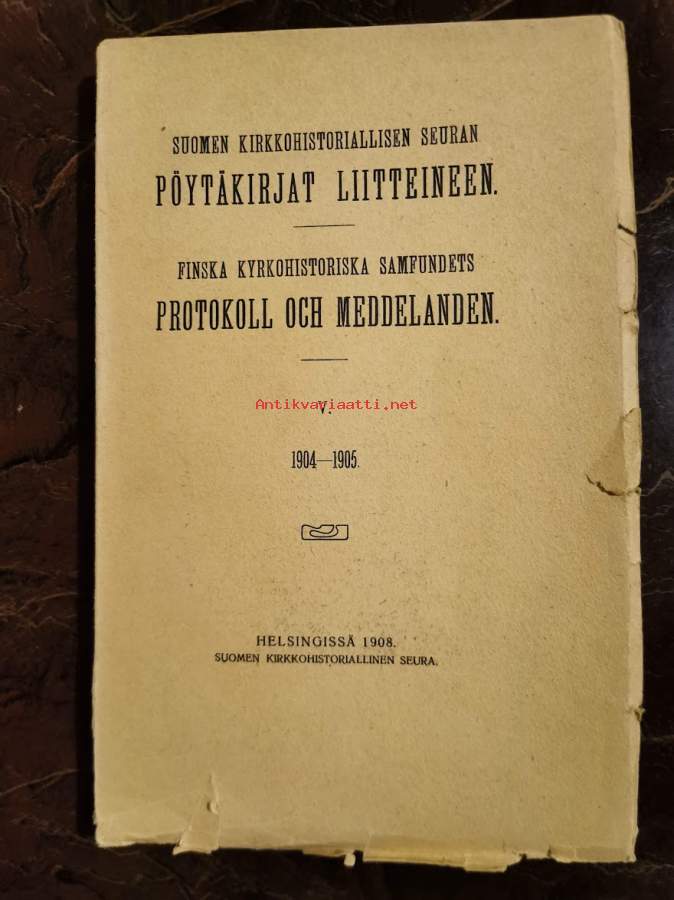 SUOMEN KIRKKOHISTORIALLISEN SEURAN
PÖYTÄKIRJAT LIITTEINEEN.
FINSKA KYRKOHISTORISKA SAMFUNDETS
PROTOKOLL OCH MEDDELANDEN.
V.
Antikvariaatti.net
1904—1905.
HELSINGISSÄ 1908.
SUOMEN KIRKKOHISTORIALLINEN SEURA.